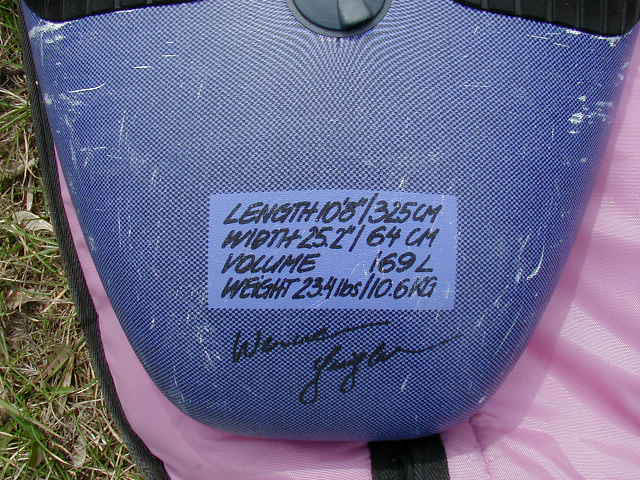 LENGTH 10'8"/325 CM
WIDTH 25.2"/64 CM
VOLUME 169 L
WEIGHT 23.4 lbs/10.6 KG